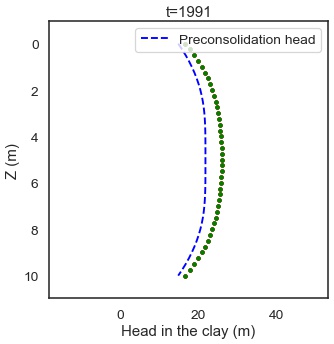 t=1991
Preconsolidation head
0
2
4
6
8
10
Z (m)
0 20 40
Head in the clay (m)